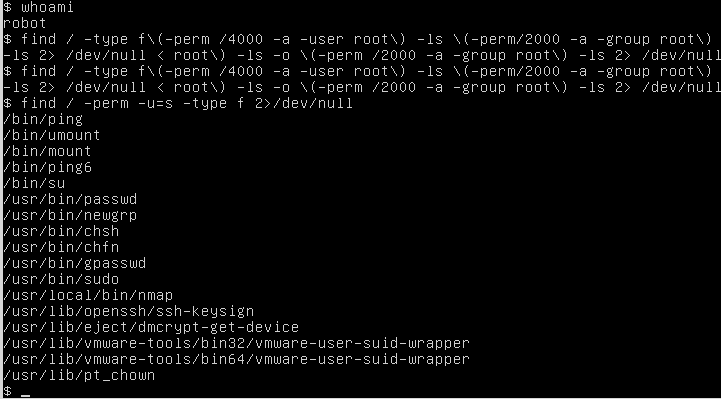 $ whoami
robot
$ find / -type f\(-perm /4000 -a -user root\) -ls \(-perm/2000 -a -group root\)
-ls 2> /dev/null < root\) -ls -o \(-perm /2000 -a -group root\) -ls 2> /dev/null
$ find / -type f\(-perm /4000 -a -user root\) -ls \(-perm/2000 -a -group root\)
-ls 2> /dev/null < root\) -ls -o \(-perm /2000 -a -group root\) -ls 2> /dev/null
$ find / -perm -u=s -type f 2>/dev/null
/bin/ping
/bin/umount
/bin/mount
/bin/ping6
/bin/su
/usr/bin/passwd
/usr/bin/newgrp
/usr/bin/chsh
/usr/bin/chfn
/usr/bin/gpasswd
/usr/bin/sudo
/usr/local/bin/nmap
/usr/lib/openssh/ssh-keysign
/usr/lib/eject/dmcrypt-get-device
/usr/lib/vmware-tools/bin32/vmware-user-suid-wrapper
/usr/lib/vmware-tools/bin64/vmware-user-suid-wrapper
/usr/lib/pt_chown
$ _